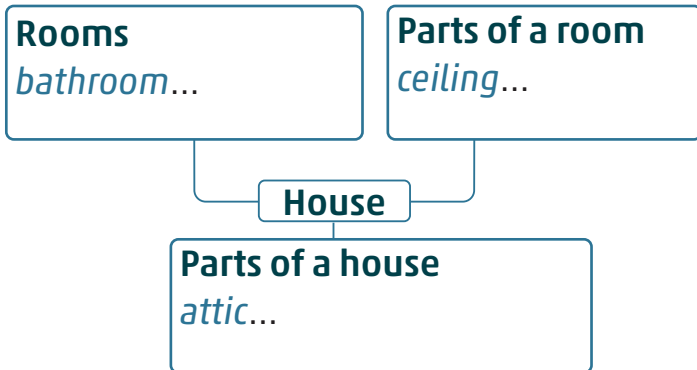 Rooms
bathroom...
Parts of a room
ceiling...
House
Parts of a house
attic...